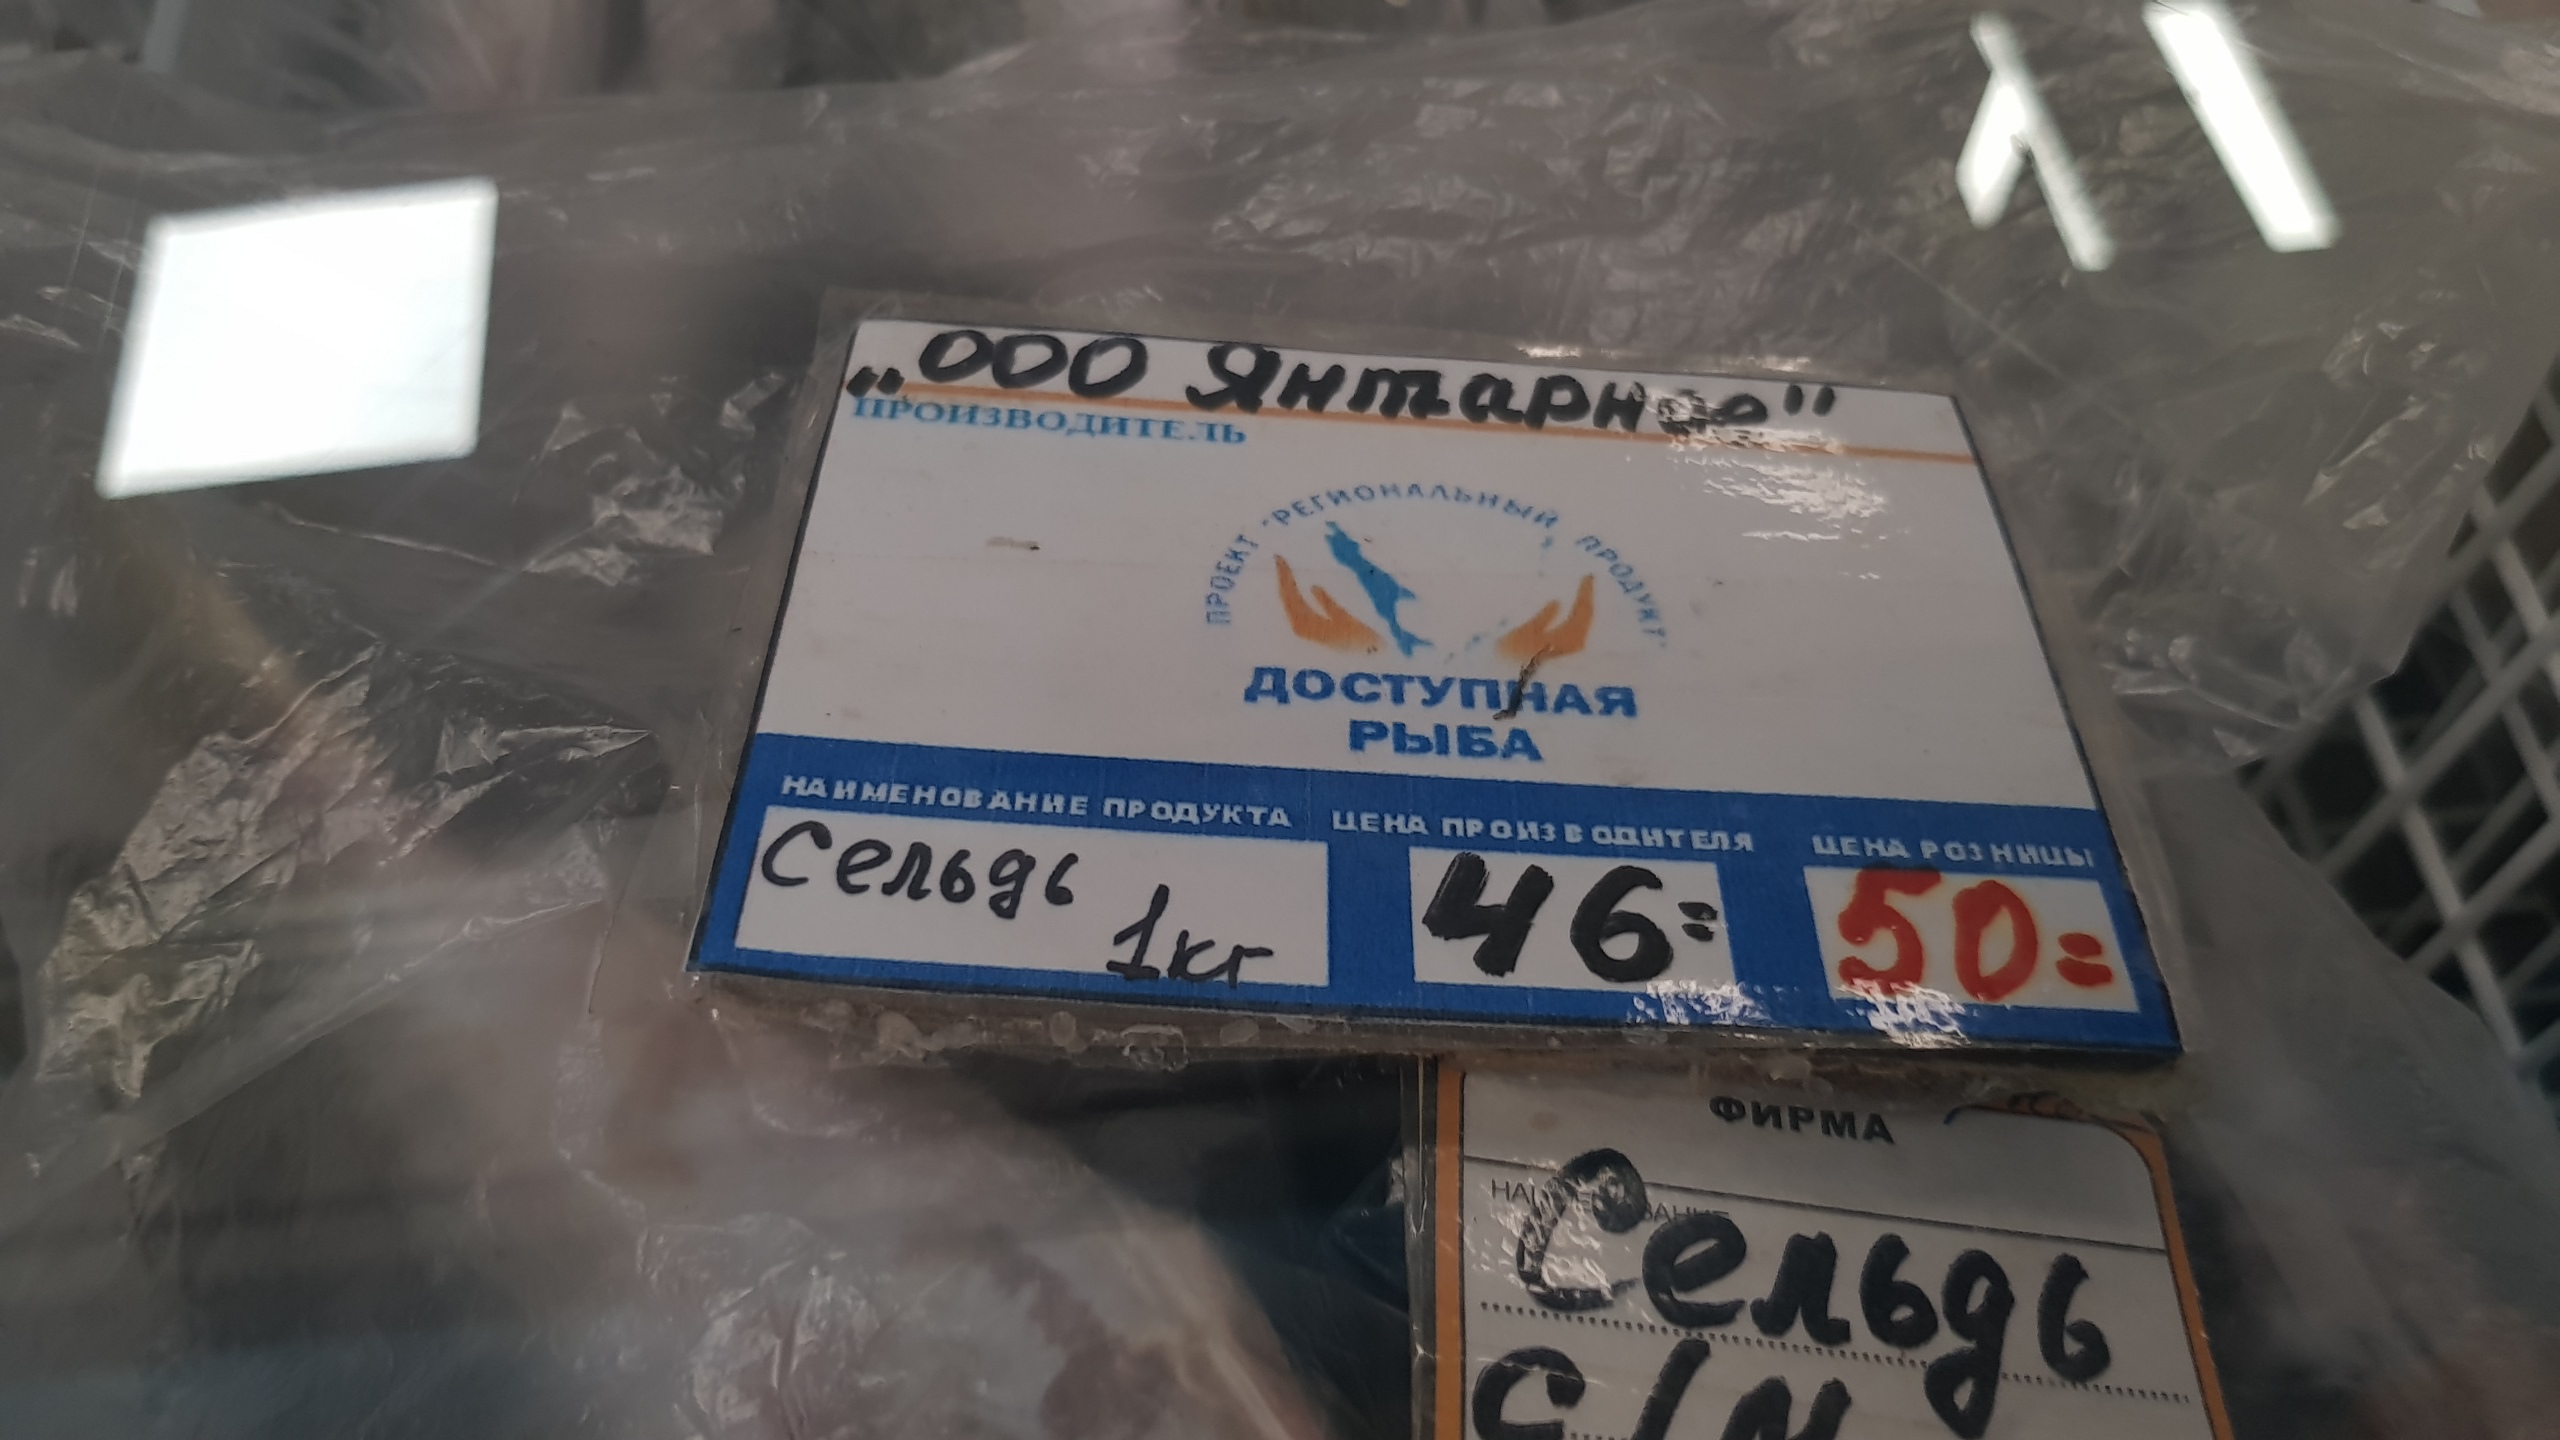 „ООО Янтарное"
ПРОИЗВОДИТЕЛЬ
ПРОЕКТ "РЕГИОНАЛЬНЫЙ ПРОДУКТ"
ДОСТУПНАЯ
РЫБА
НАИМЕНОВАНИЕ ПРОДУКТА
ЦЕНА ПРОИЗВОДИТЕЛЯ
ЦЕНА РОЗНИЦЫ
Сельдь
1кг
46=
50=
ФИРМА
НАИМЕНОВАНИЕ
Сельдь
с/м